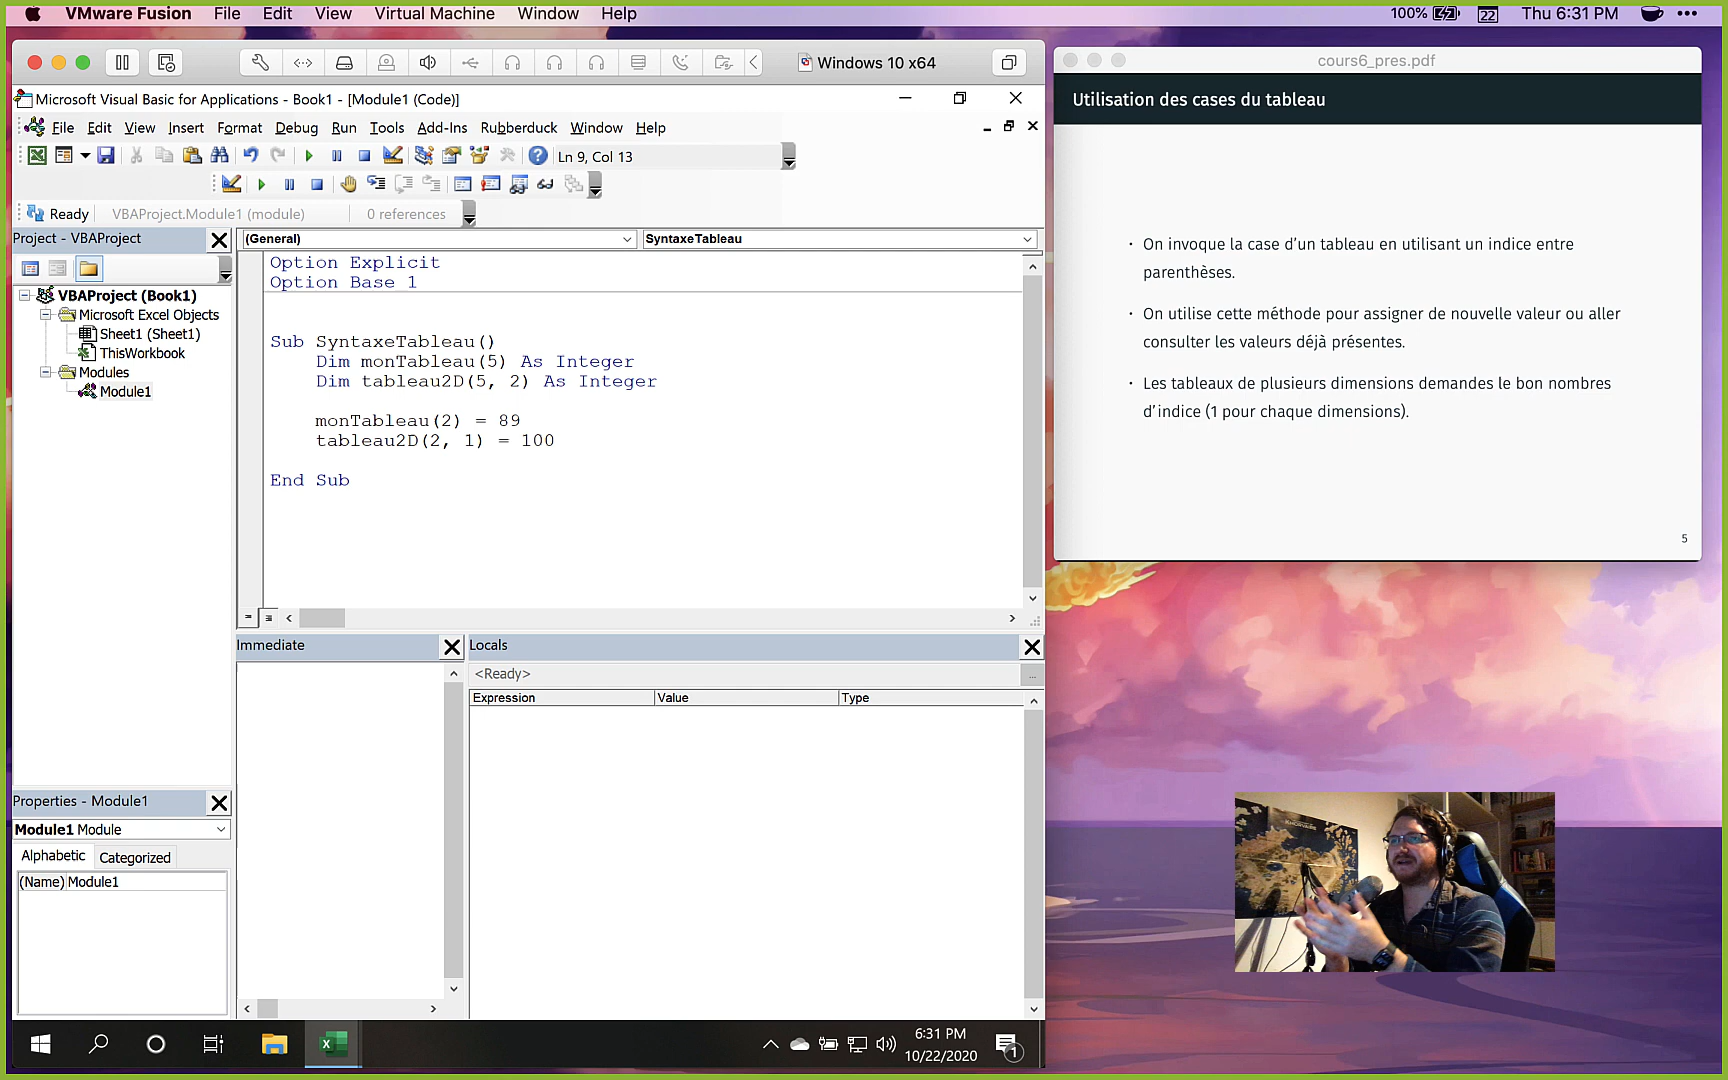 VMware Fusion File Edit View Virtual Machine Window Help
100% 22 Thu 6:31 PM
Windows 10 x64
Microsoft Visual Basic for Applications - Book1 - [Module1 (Code)]
File Edit View Insert Format Debug Run Tools Add-Ins Rubberduck Window Help
Ln 9, Col 13
Ready VBAProject.Module1 (module) 0 references
Project - VBAProject
VBAProject (Book1)
Microsoft Excel Objects
Sheet1 (Sheet1)
ThisWorkbook
Modules
Module1
Properties - Module1
Module1 Module
Alphabetic Categorized
(Name) Module1
(General) SyntaxeTableau
Option Explicit
Option Base 1
Sub SyntaxeTableau()
Dim monTableau(5) As Integer
Dim tableau2D(5, 2) As Integer
monTableau(2) = 89
tableau2D(2, 1) = 100
End Sub
Immediate
Locals
<Ready>
Expression Value Type
6:31 PM
10/22/2020
1
cours6_pres.pdf
Utilisation des cases du tableau
· On invoque la case d'un tableau en utilisant un indice entre
parenthèses.
· On utilise cette méthode pour assigner de nouvelle valeur ou aller
consulter les valeurs déjà présentes.
· Les tableaux de plusieurs dimensions demandes le bon nombres
d'indice (1 pour chaque dimensions).
5